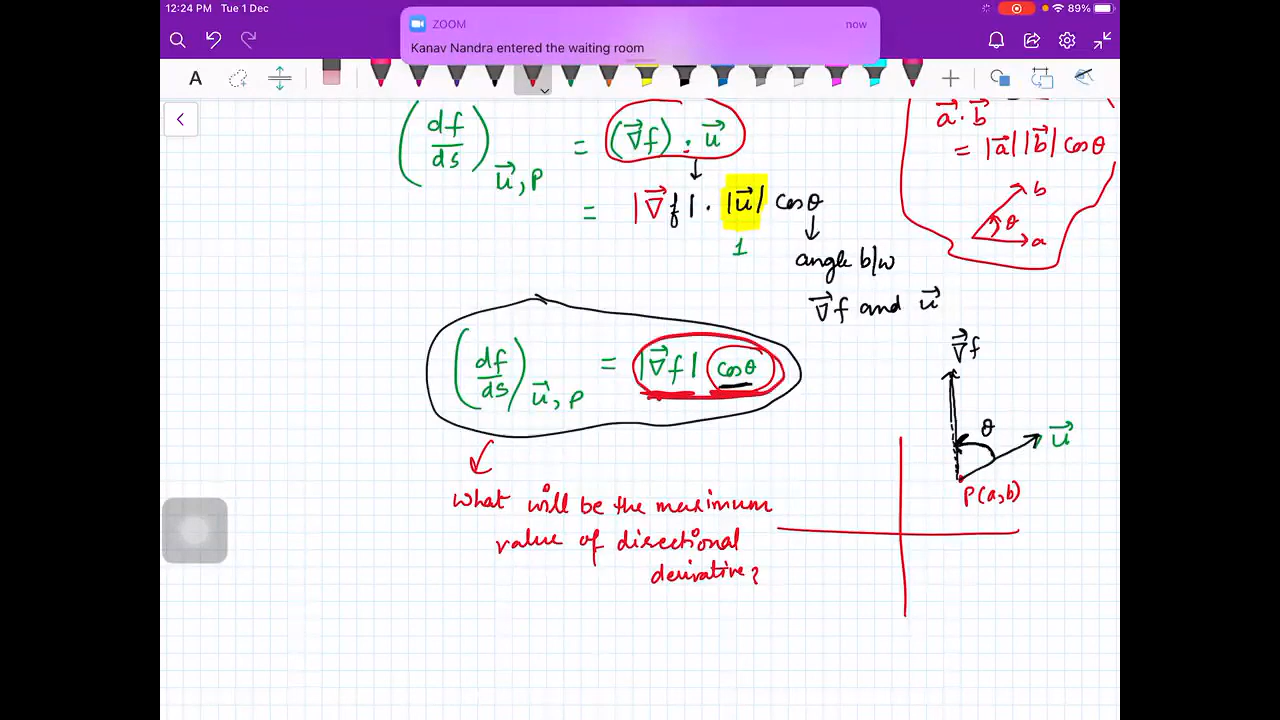 12:24 PM Tue 1 Dec
89%
ZOOM
now
Kanav Nandra entered the waiting room
A
(df/ds) u⃗, P = (∇⃗f) · u⃗
= |∇⃗f| · |u⃗| cosθ
1
angle b/w
∇⃗f and u⃗
a⃗ · b⃗
= |a⃗| |b⃗| cosθ
b
θ
a
(df/ds) u⃗, P = |∇⃗f| cosθ
∇⃗f
θ
u⃗
P(a,b)
What will be the maximum
value of directional
derivative?